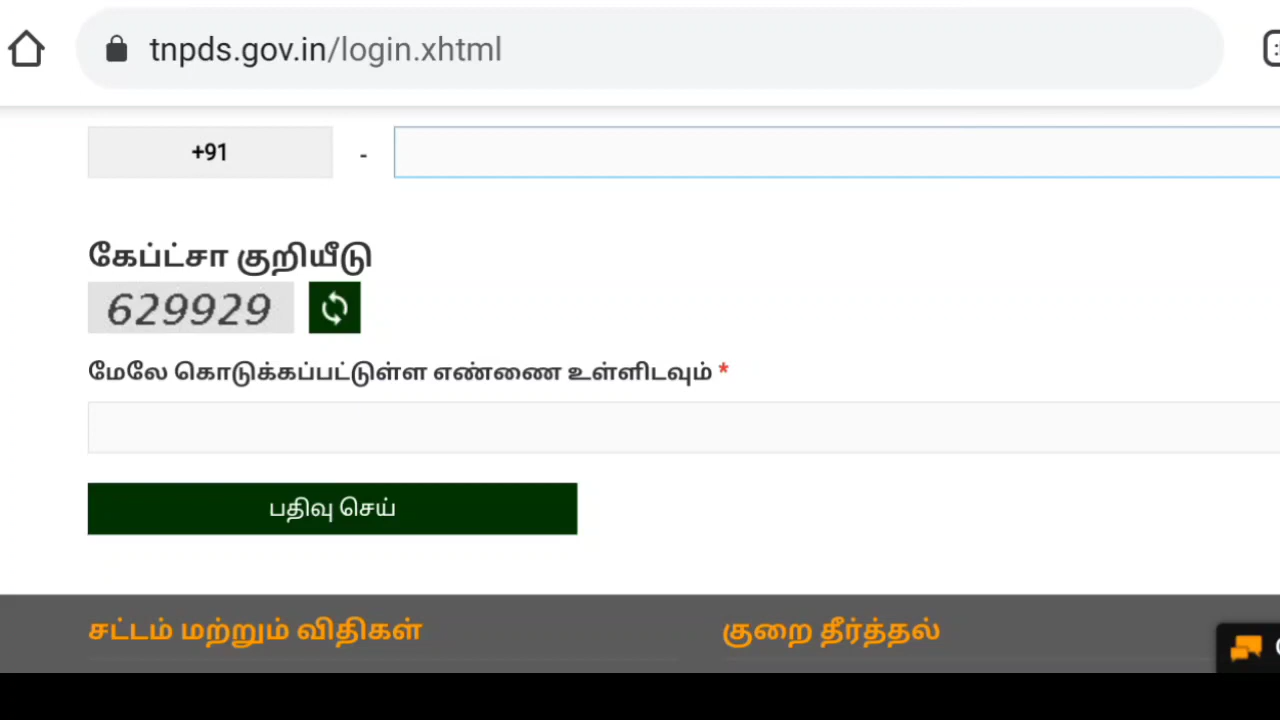 tnpds.gov.in/login.xhtml
+91 -
கேப்ட்சா குறியீடு
629929
மேலே கொடுக்கப்பட்டுள்ள எண்ணை உள்ளிடவும் *
பதிவு செய்
சட்டம் மற்றும் விதிகள்
குறை தீர்த்தல்